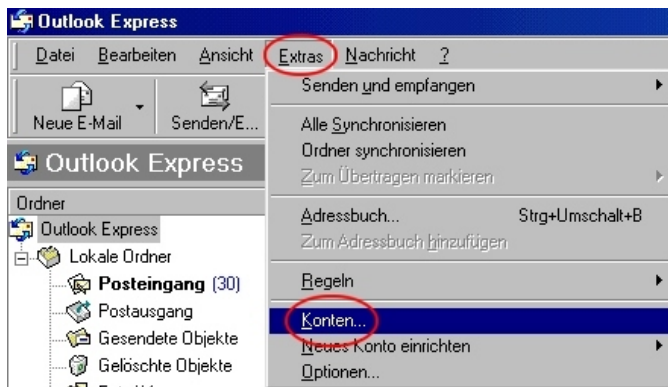 Outlook Express
Datei Bearbeiten Ansicht Extras Nachricht ?
Neue E-Mail Senden/E...
Outlook Express
Ordner
Outlook Express
Lokale Ordner
Posteingang (30)
Postausgang
Gesendete Objekte
Gelöschte Objekte
Senden und empfangen
Alle Synchronisieren
Ordner synchronisieren
Zum Übertragen markieren
Adressbuch... Strg+Umschalt+B
Zum Adressbuch hinzufügen
Regeln
Konten...
Neues Konto einrichten
Optionen...